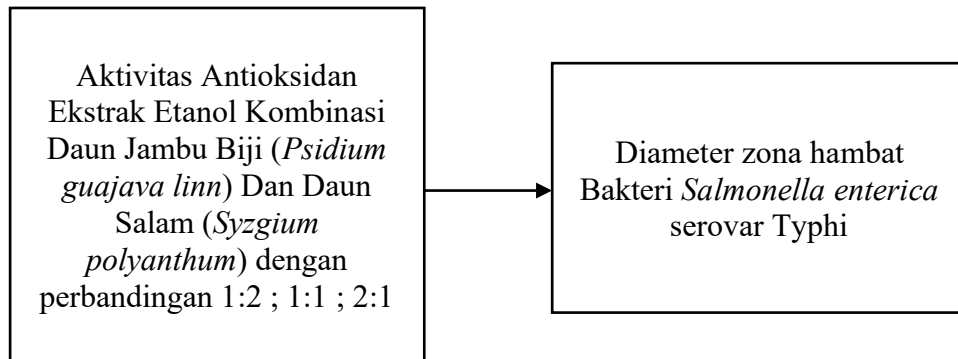 Aktivitas Antioksidan
Ekstrak Etanol Kombinasi
Daun Jambu Biji (Psidium
guajava linn) Dan Daun
Salam (Syzgium
polyanthum) dengan
perbandingan 1:2 ; 1:1 ; 2:1
Diameter zona hambat
Bakteri Salmonella enterica
serovar Typhi